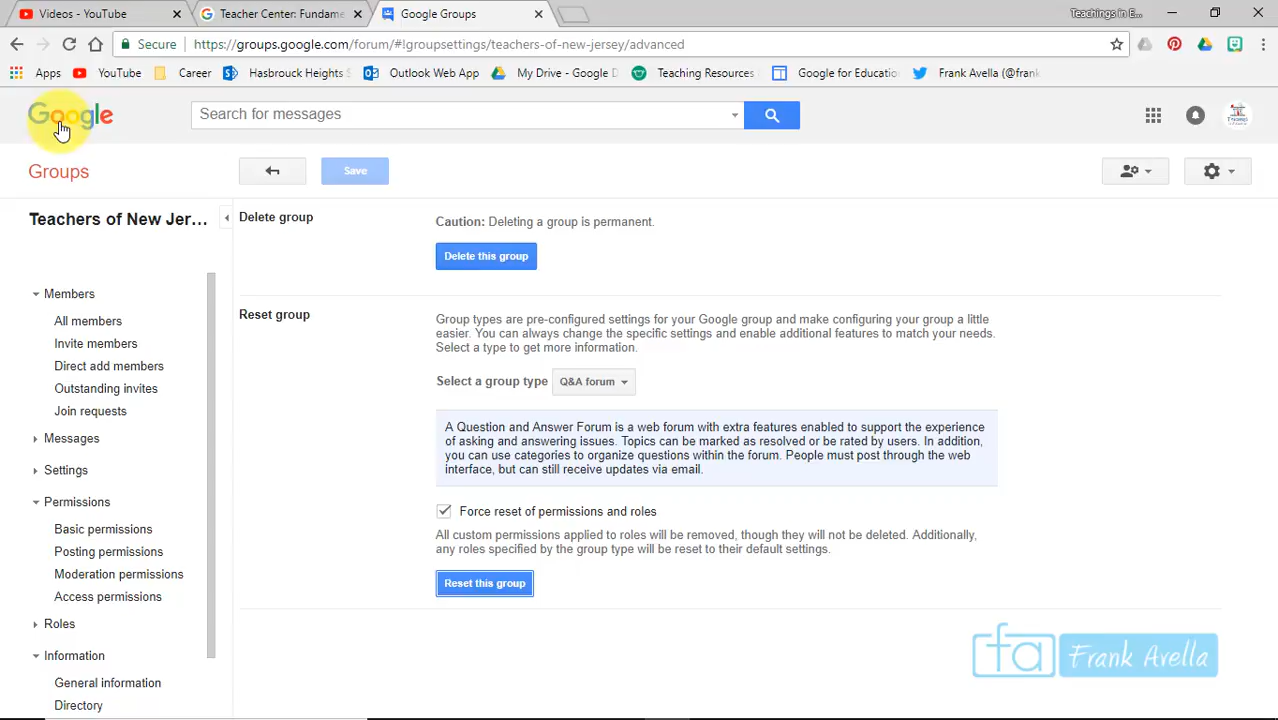 Videos - YouTube
Teacher Center: Fundame
Google Groups
Teachings in E...
Secure
https://groups.google.com/forum/#!groupsettings/teachers-of-new-jersey/advanced
Apps
YouTube
Career
Hasbrouck Heights S
Outlook Web App
My Drive - Google D
Teaching Resources
Google for Educatio
Frank Avella (@frank
Google
Search for messages
Groups
Save
Teachers of New Jer...
Members
All members
Invite members
Direct add members
Outstanding invites
Join requests
Messages
Settings
Permissions
Basic permissions
Posting permissions
Moderation permissions
Access permissions
Roles
Information
General information
Directory
Delete group
Caution: Deleting a group is permanent.
Delete this group
Reset group
Group types are pre-configured settings for your Google group and make configuring your group a little
easier. You can always change the specific settings and enable additional features to match your needs.
Select a type to get more information.
Select a group type
Q&A forum
A Question and Answer Forum is a web forum with extra features enabled to support the experience
of asking and answering issues. Topics can be marked as resolved or be rated by users. In addition,
you can use categories to organize questions within the forum. People must post through the web
interface, but can still receive updates via email.
Force reset of permissions and roles
All custom permissions applied to roles will be removed, though they will not be deleted. Additionally,
any roles specified by the group type will be reset to their default settings.
Reset this group
fa Frank Avella